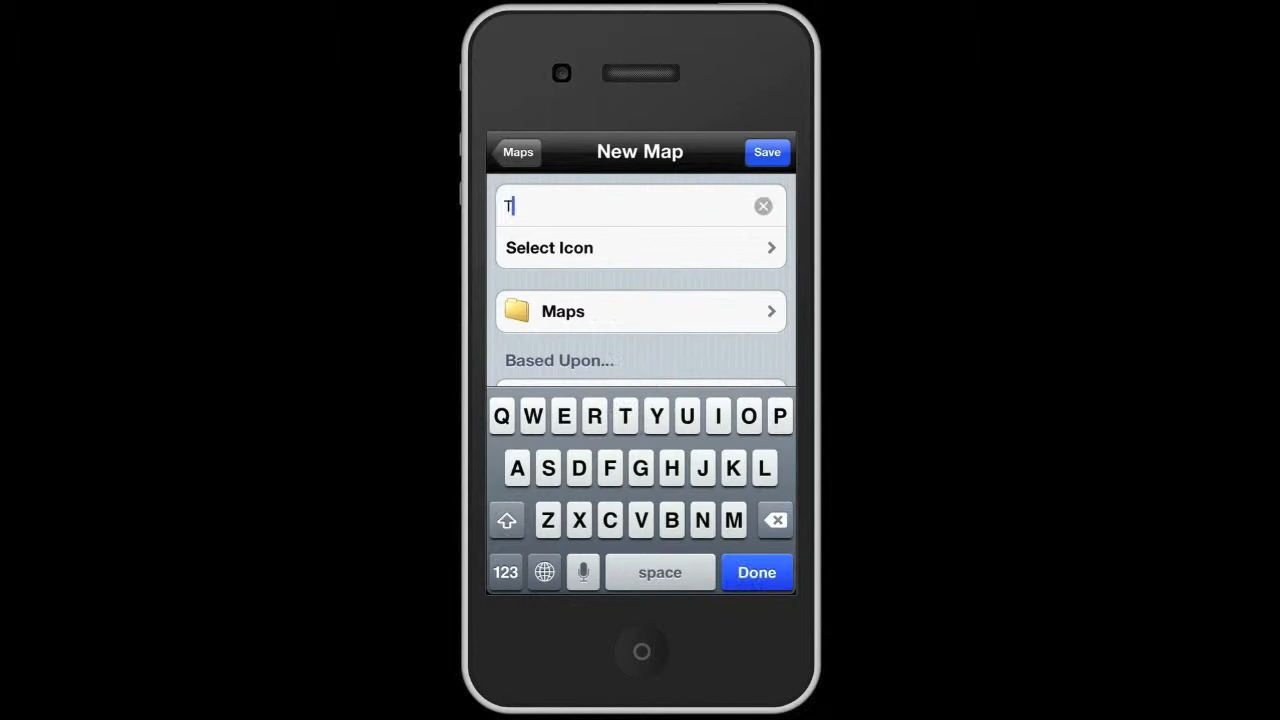 Maps New Map Save
T
Select Icon
Maps
Based Upon...
Q W E R T Y U I O P
A S D F G H J K L
Z X C V B N M
123 space Done